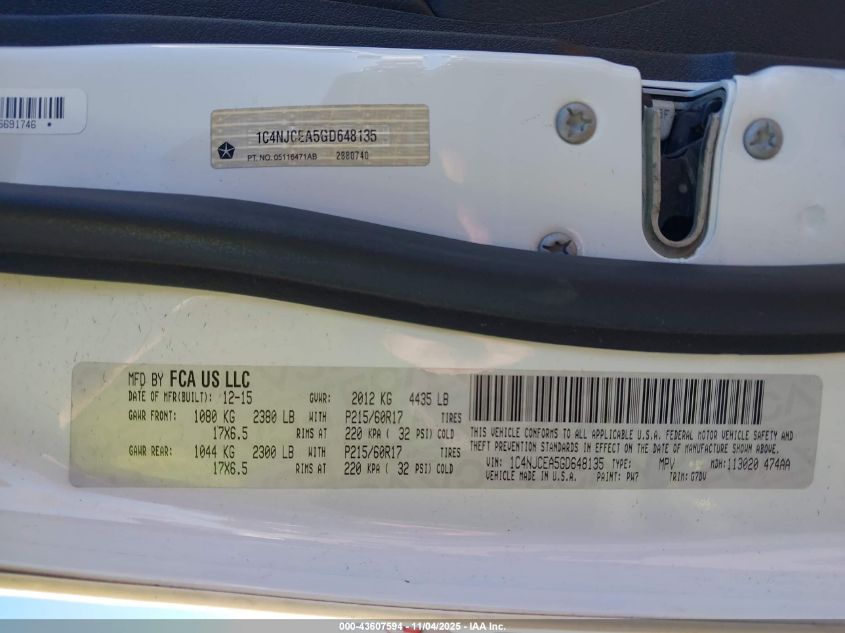 6691746 *
1C4NJCEA5GD648135
PT. NO. 05116471AB 2880740
MFD BY FCA US LLC
DATE OF MFR(BUILT): 12-15 GVWR: 2012 KG 4435 LB
GAWR FRONT: 1080 KG 2380 LB WITH P215/60R17 TIRES
17X6.5 RIMS AT 220 KPA ( 32 PSI) COLD
GAWR REAR: 1044 KG 2300 LB WITH P215/60R17 TIRES
17X6.5 RIMS AT 220 KPA ( 32 PSI) COLD
THIS VEHICLE CONFORMS TO ALL APPLICABLE U.S.A. FEDERAL MOTOR VEHICLE SAFETY AND
THEFT PREVENTION STANDARDS IN EFFECT ON THE DATE OF MANUFACTURE SHOWN ABOVE.
VIN: 1C4NJCEA5GD648135 TYPE: MPV MDH: 113020 474AA
VEHICLE MADE IN U.S.A. PAINT: PW7 TRIM: G7DV
000-43607594 - 11/04/2025 - IAA Inc.